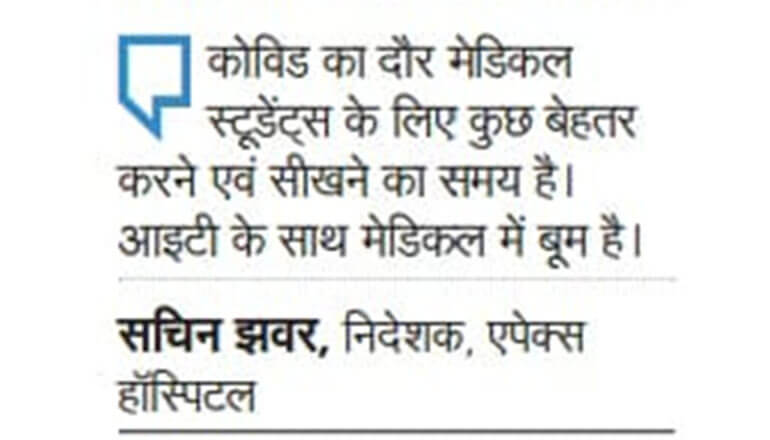 कोविड का दौर मेडिकल
स्टूडेंट्स के लिए कुछ बेहतर
करने एवं सीखने का समय है।
आइटी के साथ मेडिकल में बूम है।
सचिन झवर, निदेशक, एपेक्स
हॉस्पिटल